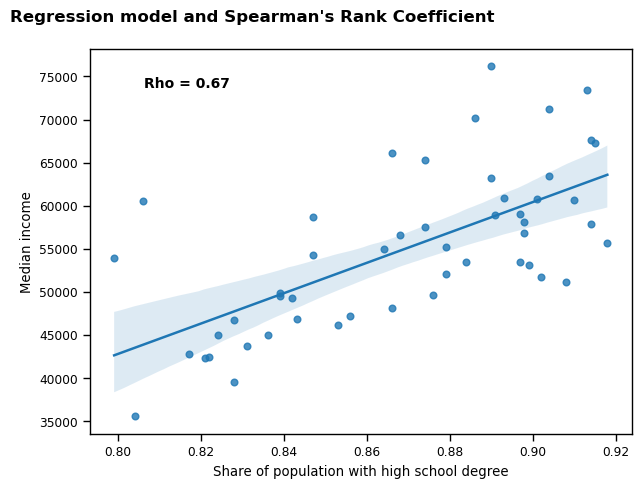 Regression model and Spearman's Rank Coefficient
Rho = 0.67
75000
70000
65000
60000
55000
50000
45000
40000
35000
Median income
0.80 0.82 0.84 0.86 0.88 0.90 0.92
Share of population with high school degree